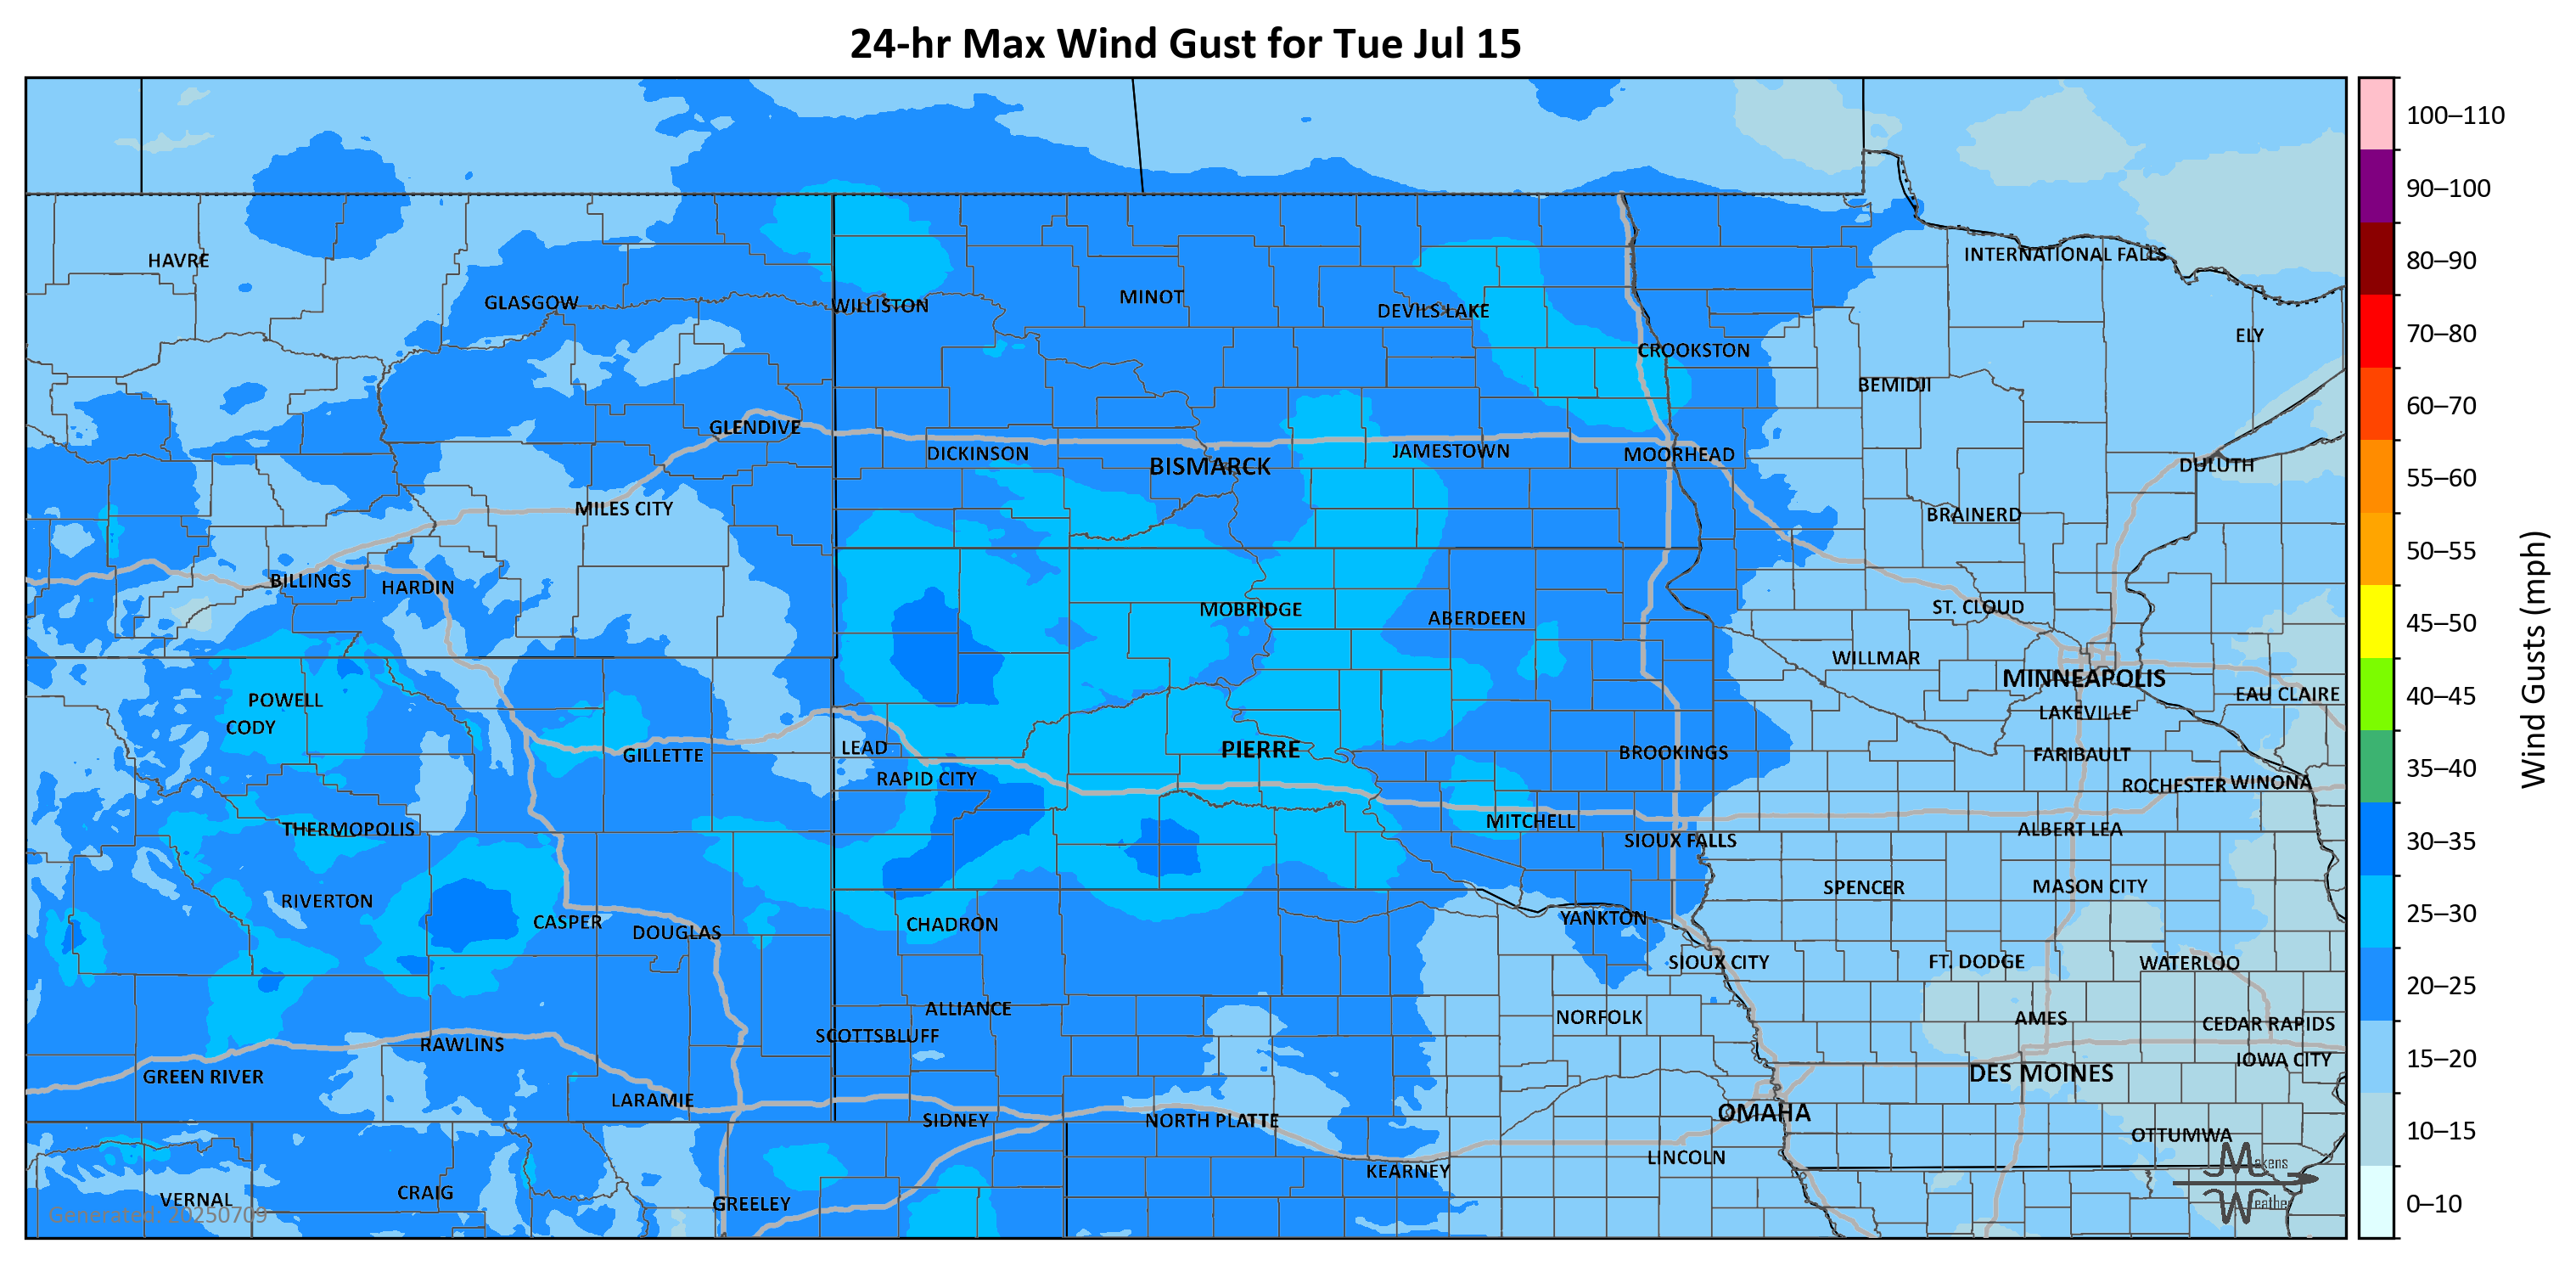 24-hr Max Wind Gust for Tue Jul 15
100–110
90–100
80–90
70–80
60–70
55–60
50–55
45–50
40–45
35–40
30–35
25–30
20–25
15–20
10–15
0–10
Wind Gusts (mph)
HAVRE
INTERNATIONAL FALLS
GLASGOW
WILLISTON
MINOT
DEVILS LAKE
ELY
CROOKSTON
BEMIDJI
GLENDIVE
DICKINSON
BISMARCK
JAMESTOWN
MOORHEAD
DULUTH
MILES CITY
BRAINERD
BILLINGS
HARDIN
MOBRIDGE
ABERDEEN
ST. CLOUD
WILLMAR
MINNEAPOLIS
EAU CLAIRE
POWELL
CODY
LAKEVILLE
GILLETTE
LEAD
PIERRE
BROOKINGS
FARIBAULT
RAPID CITY
ROCHESTER
WINONA
THERMOPOLIS
MITCHELL
SIOUX FALLS
ALBERT LEA
RIVERTON
SPENCER
MASON CITY
CASPER
DOUGLAS
CHADRON
YANKTON
SIOUX CITY
FT. DODGE
WATERLOO
ALLIANCE
NORFOLK
AMES
CEDAR RAPIDS
SCOTTSBLUFF
RAWLINS
IOWA CITY
GREEN RIVER
DES MOINES
LARAMIE
SIDNEY
NORTH PLATTE
OMAHA
OTTUMWA
KEARNEY
LINCOLN
VERNAL
CRAIG
GREELEY
Generated: 20250709
Makens
Weather